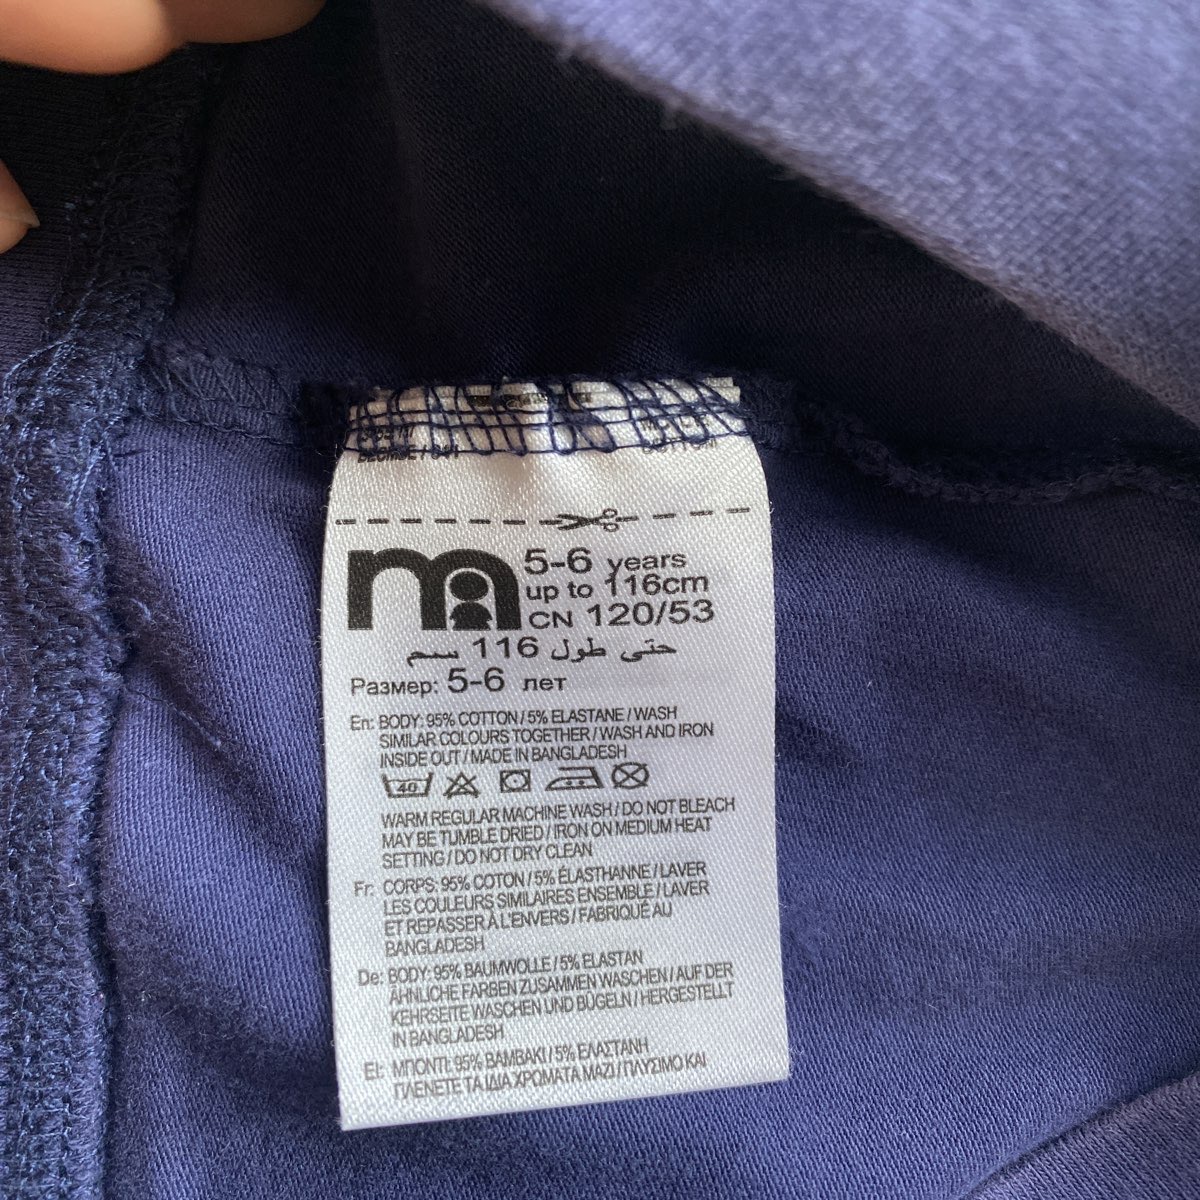 5-6 years
up to 116cm
CN 120/53
حتى طول 116 سم
Размер: 5-6 лет
En: BODY: 95% COTTON / 5% ELASTANE / WASH
SIMILAR COLOURS TOGETHER / WASH AND IRON
INSIDE OUT / MADE IN BANGLADESH
40
WARM REGULAR MACHINE WASH / DO NOT BLEACH
MAY BE TUMBLE DRIED / IRON ON MEDIUM HEAT
SETTING / DO NOT DRY CLEAN
Fr: CORPS: 95% COTON / 5% ÉLASTHANNE / LAVER
LES COULEURS SIMILAIRES ENSEMBLE / LAVER
ET REPASSER À L'ENVERS / FABRIQUÉ AU
BANGLADESH
De: BODY: 95% BAUMWOLLE / 5% ELASTAN
ÄHNLICHE FARBEN ZUSAMMEN WASCHEN / AUF DER
KEHRSEITE WASCHEN UND BÜGELN / HERGESTELLT
IN BANGLADESH
El: ΜΠΟΝΤΙ: 95% ΒΑΜΒΑΚΙ / 5% ΕΛΑΣΤΑΝΗ
ΠΛΕΝΕΤΕ ΤΑ ΙΔΙΑ ΧΡΩΜΑΤΑ ΜΑΖΙ / ΠΛΥΣΙΜΟ ΚΑΙ